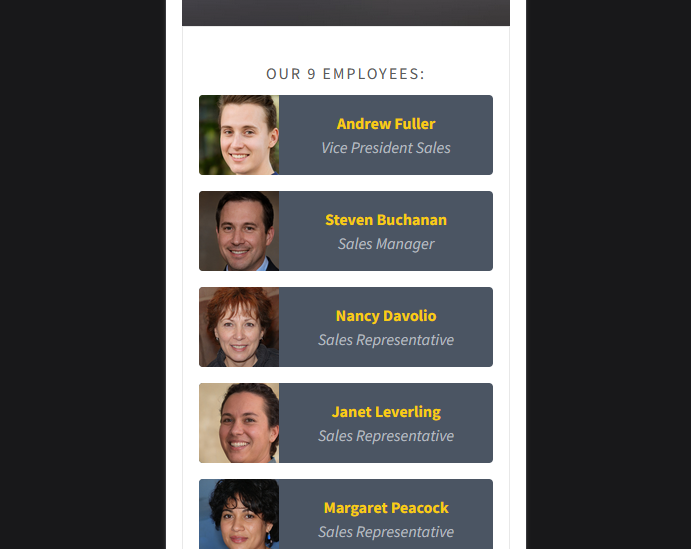 OUR 9 EMPLOYEES:
Andrew Fuller
Vice President Sales
Steven Buchanan
Sales Manager
Nancy Davolio
Sales Representative
Janet Leverling
Sales Representative
Margaret Peacock
Sales Representative